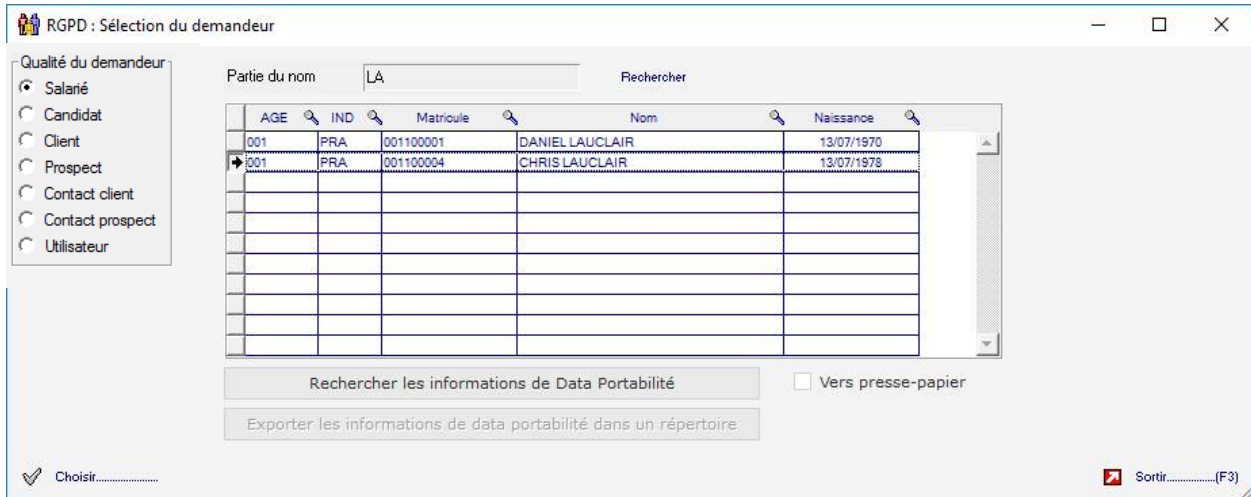 RGPD : Sélection du demandeur
Qualité du demandeur
Salarié
Candidat
Client
Prospect
Contact client
Contact prospect
Utilisateur
Partie du nom LA Rechercher
AGE IND Matricule Nom Naissance
001 PRA 001100001 DANIEL LAUCLAIR 13/07/1970
001 PRA 001100004 CHRIS LAUCLAIR 13/07/1978
Rechercher les informations de Data Portabilité Vers presse-papier
Exporter les informations de data portabilité dans un répertoire
Choisir..................... Sortir................(F3)